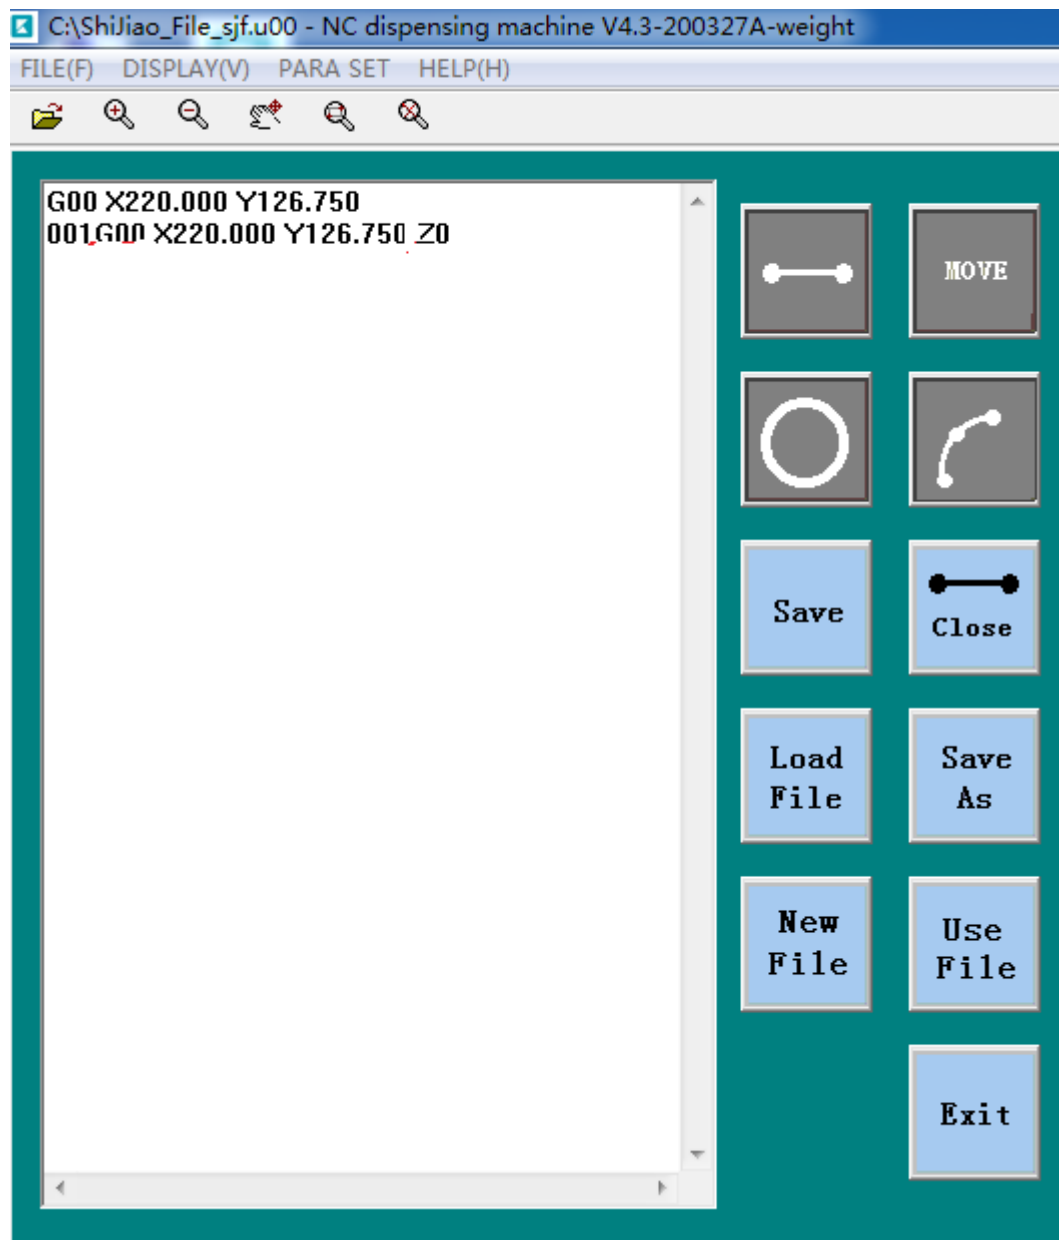 C:\ShiJiao_File_sjf.u00 - NC dispensing machine V4.3-200327A-weight
FILE(F) DISPLAY(V) PARA SET HELP(H)
G00 X220.000 Y126.750
001,G00 X220.000 Y126.750 Z0
MOVE
Save
Close
Load
File
Save
As
New
File
Use
File
Exit